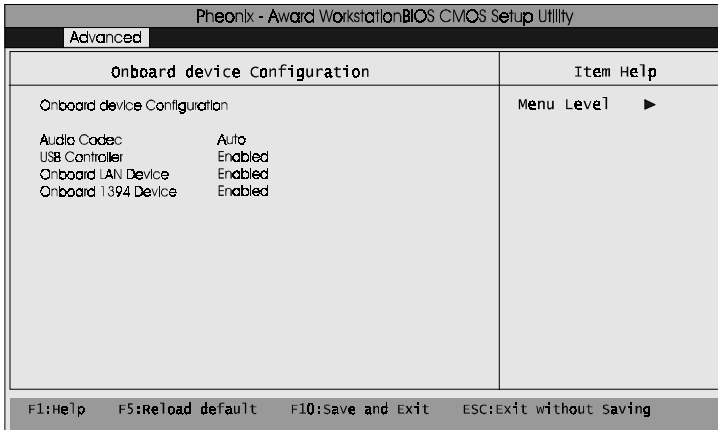 Pheonix - Award WorkstationBIOS CMOS Setup Utility
Advanced
Onboard device Configuration
Item Help
Onboard device Configuration
Menu Level ►
Audio Codec Auto
USB Controller Enabled
Onboard LAN Device Enabled
Onboard 1394 Device Enabled
F1:Help F5:Reload default F10:Save and Exit ESC:Exit without Saving